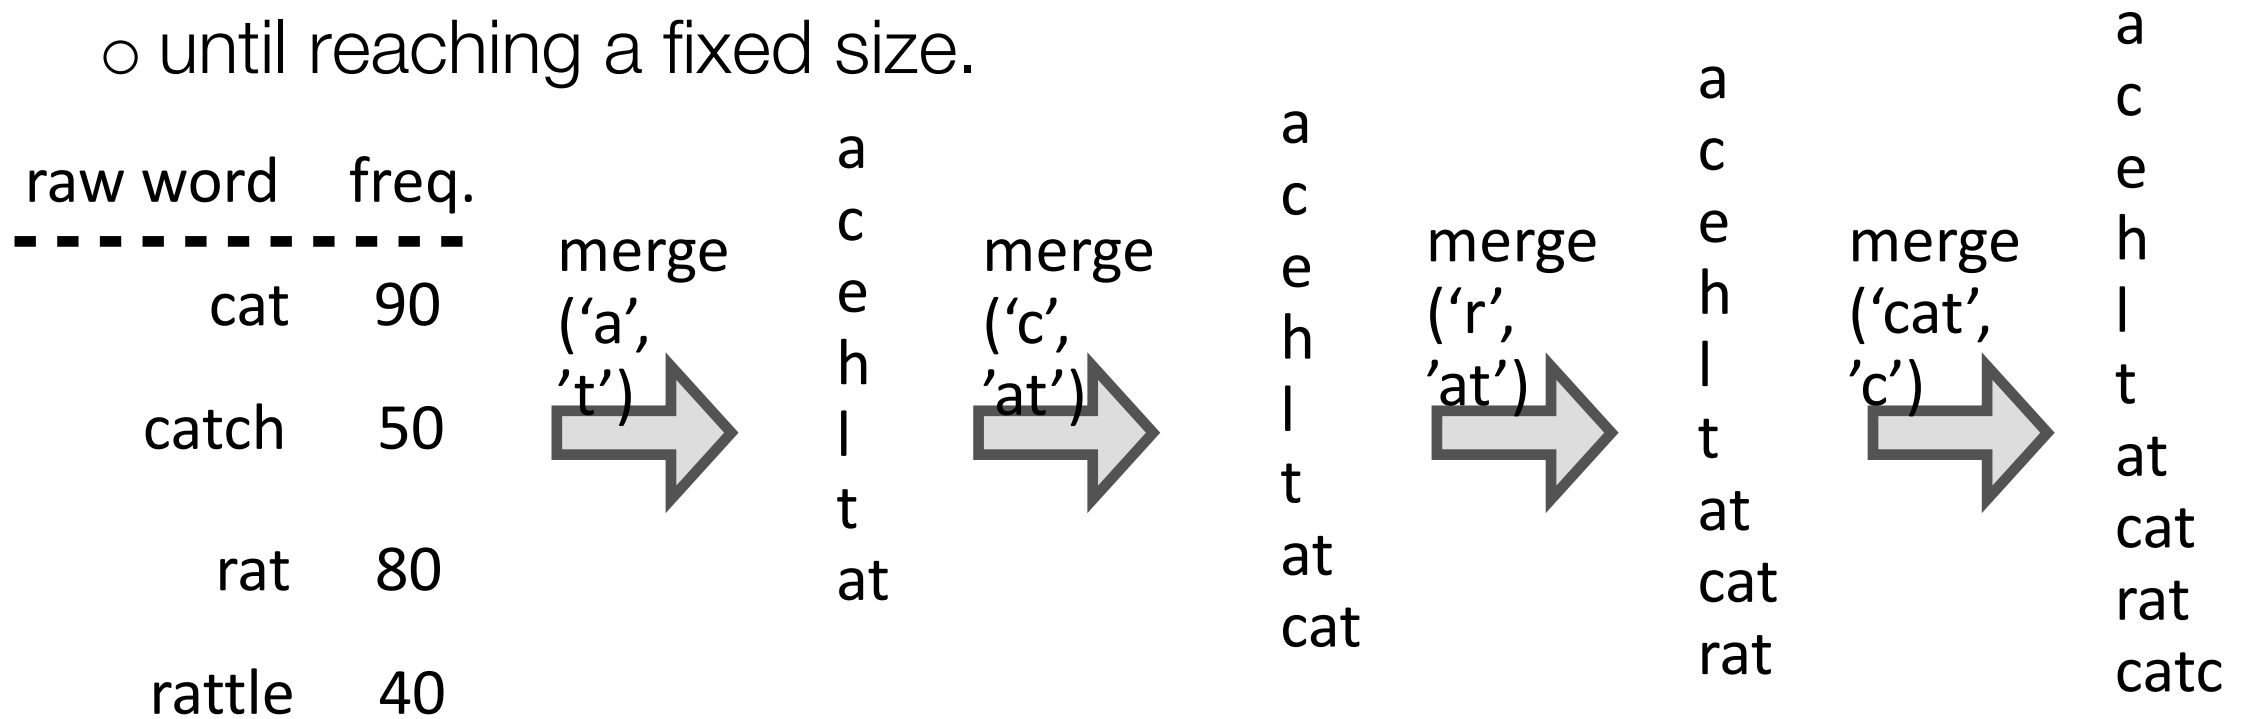 ○ until reaching a fixed size.
raw word freq.
cat 90
catch 50
rat 80
rattle 40
merge
(‘a’,
’t’)
a
c
e
h
l
t
at
merge
(‘c’,
’at’)
a
c
e
h
l
t
at
cat
merge
(‘r’,
’at’)
a
c
e
h
l
t
at
cat
rat
merge
(‘cat’,
’c’)
a
c
e
h
l
t
at
cat
rat
catc